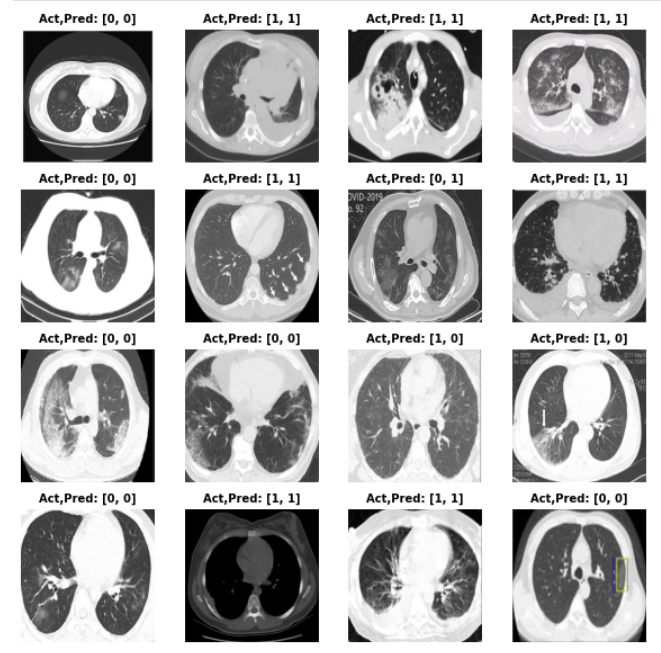 Act,Pred: [0, 0]
Act,Pred: [1, 1]
Act,Pred: [1, 1]
Act,Pred: [1, 1]
Act,Pred: [0, 0]
Act,Pred: [1, 1]
Act,Pred: [0, 1]
Act,Pred: [1, 1]
OVID-2019
o. 92
Act,Pred: [0, 0]
Act,Pred: [0, 0]
Act,Pred: [1, 0]
Act,Pred: [1, 0]
Act,Pred: [0, 0]
Act,Pred: [1, 1]
Act,Pred: [1, 1]
Act,Pred: [0, 0]